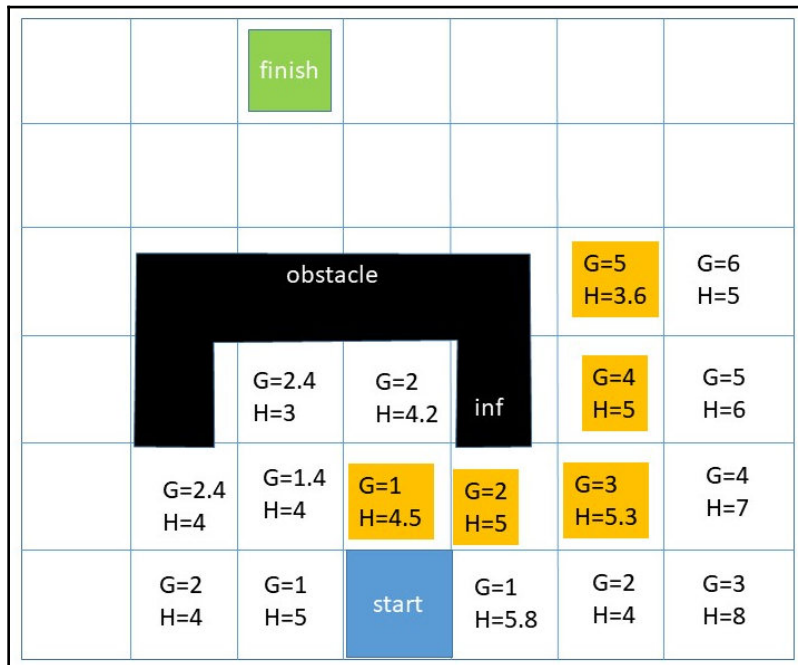 finish
obstacle
G=5
H=3.6
G=6
H=5
G=2.4
H=3
G=2
H=4.2
inf
G=4
H=5
G=5
H=6
G=2.4
H=4
G=1.4
H=4
G=1
H=4.5
G=2
H=5
G=3
H=5.3
G=4
H=7
G=2
H=4
G=1
H=5
start
G=1
H=5.8
G=2
H=4
G=3
H=8